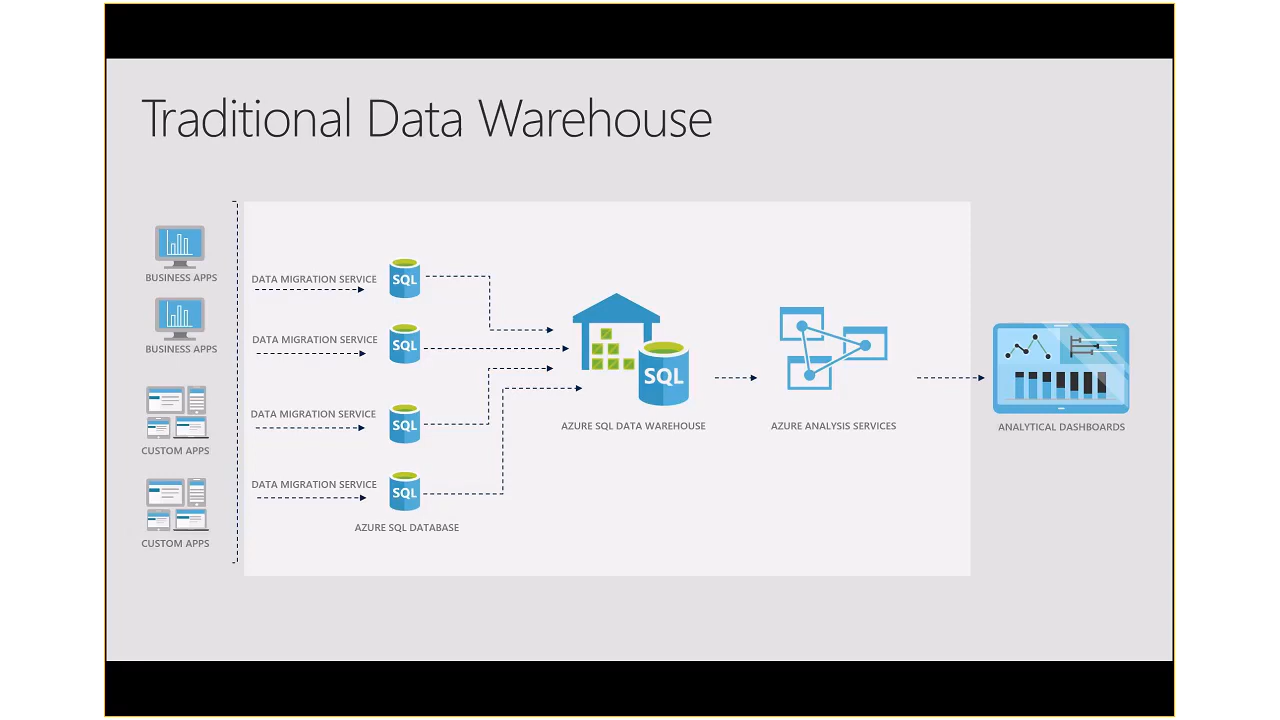 Traditional Data Warehouse
BUSINESS APPS
BUSINESS APPS
CUSTOM APPS
CUSTOM APPS
DATA MIGRATION SERVICE
SQL
DATA MIGRATION SERVICE
SQL
DATA MIGRATION SERVICE
SQL
DATA MIGRATION SERVICE
SQL
AZURE SQL DATABASE
SQL
AZURE SQL DATA WAREHOUSE
AZURE ANALYSIS SERVICES
ANALYTICAL DASHBOARDS